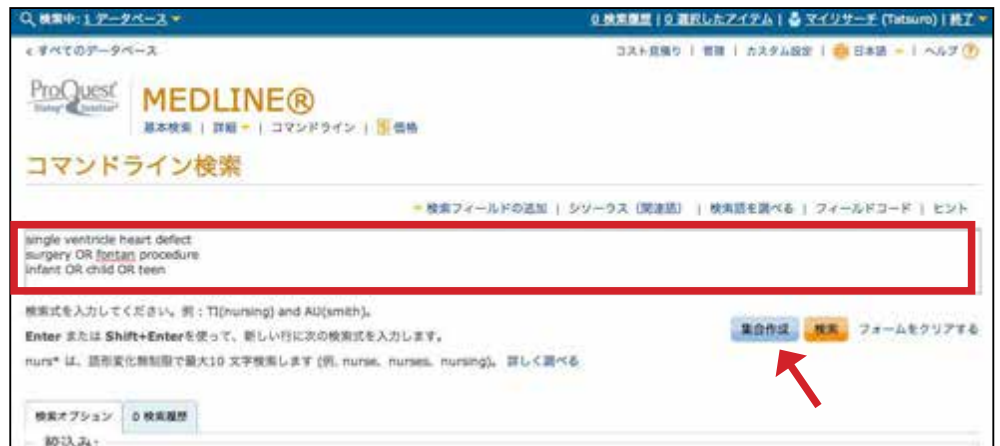 検索中: 1 データベース
0 検索履歴 | 0 選択したアイテム | マイリサーチ (Tatsuro) | 終了
< すべてのデータベース
コスト見積り | 管理 | カスタム設定 | 日本語 | ヘルプ ?
ProQuest
MEDLINE®
基本検索 | 詳細 | コマンドライン | 価格
コマンドライン検索
検索フィールドの追加 | シソーラス (関連語) | 検索語を調べる | フィールドコード | ヒント
single ventricle heart defect
surgery OR fontan procedure
infant OR child OR teen
検索式を入力してください。例 : TI(nursing) and AU(smith)。
Enter または Shift+Enterを使って、新しい行に次の検索式を入力します。
集合作成 検索 フォームをクリアする
nurs* は、語形変化無制限で最大10 文字検索します (例, nurse、nurses、nursing)。 詳しく調べる
検索オプション 0 検索履歴
絞込み: